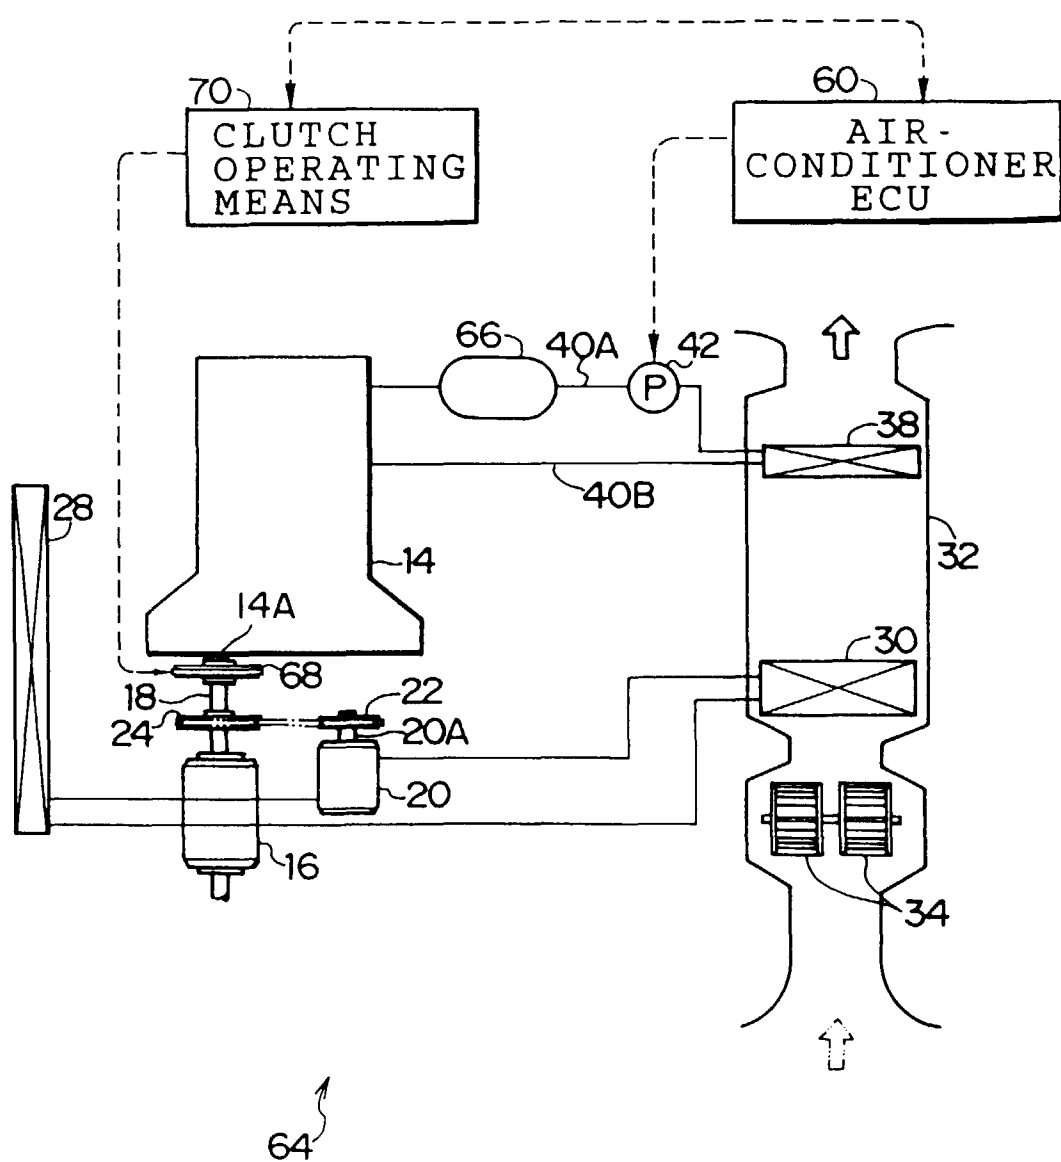 70
CLUTCH
OPERATING
MEANS
60
AIR-
CONDITIONER
ECU
66
40A
42
P
38
40B
28
32
14
14A
30
68
18
22
24
20A
20
16
34
64